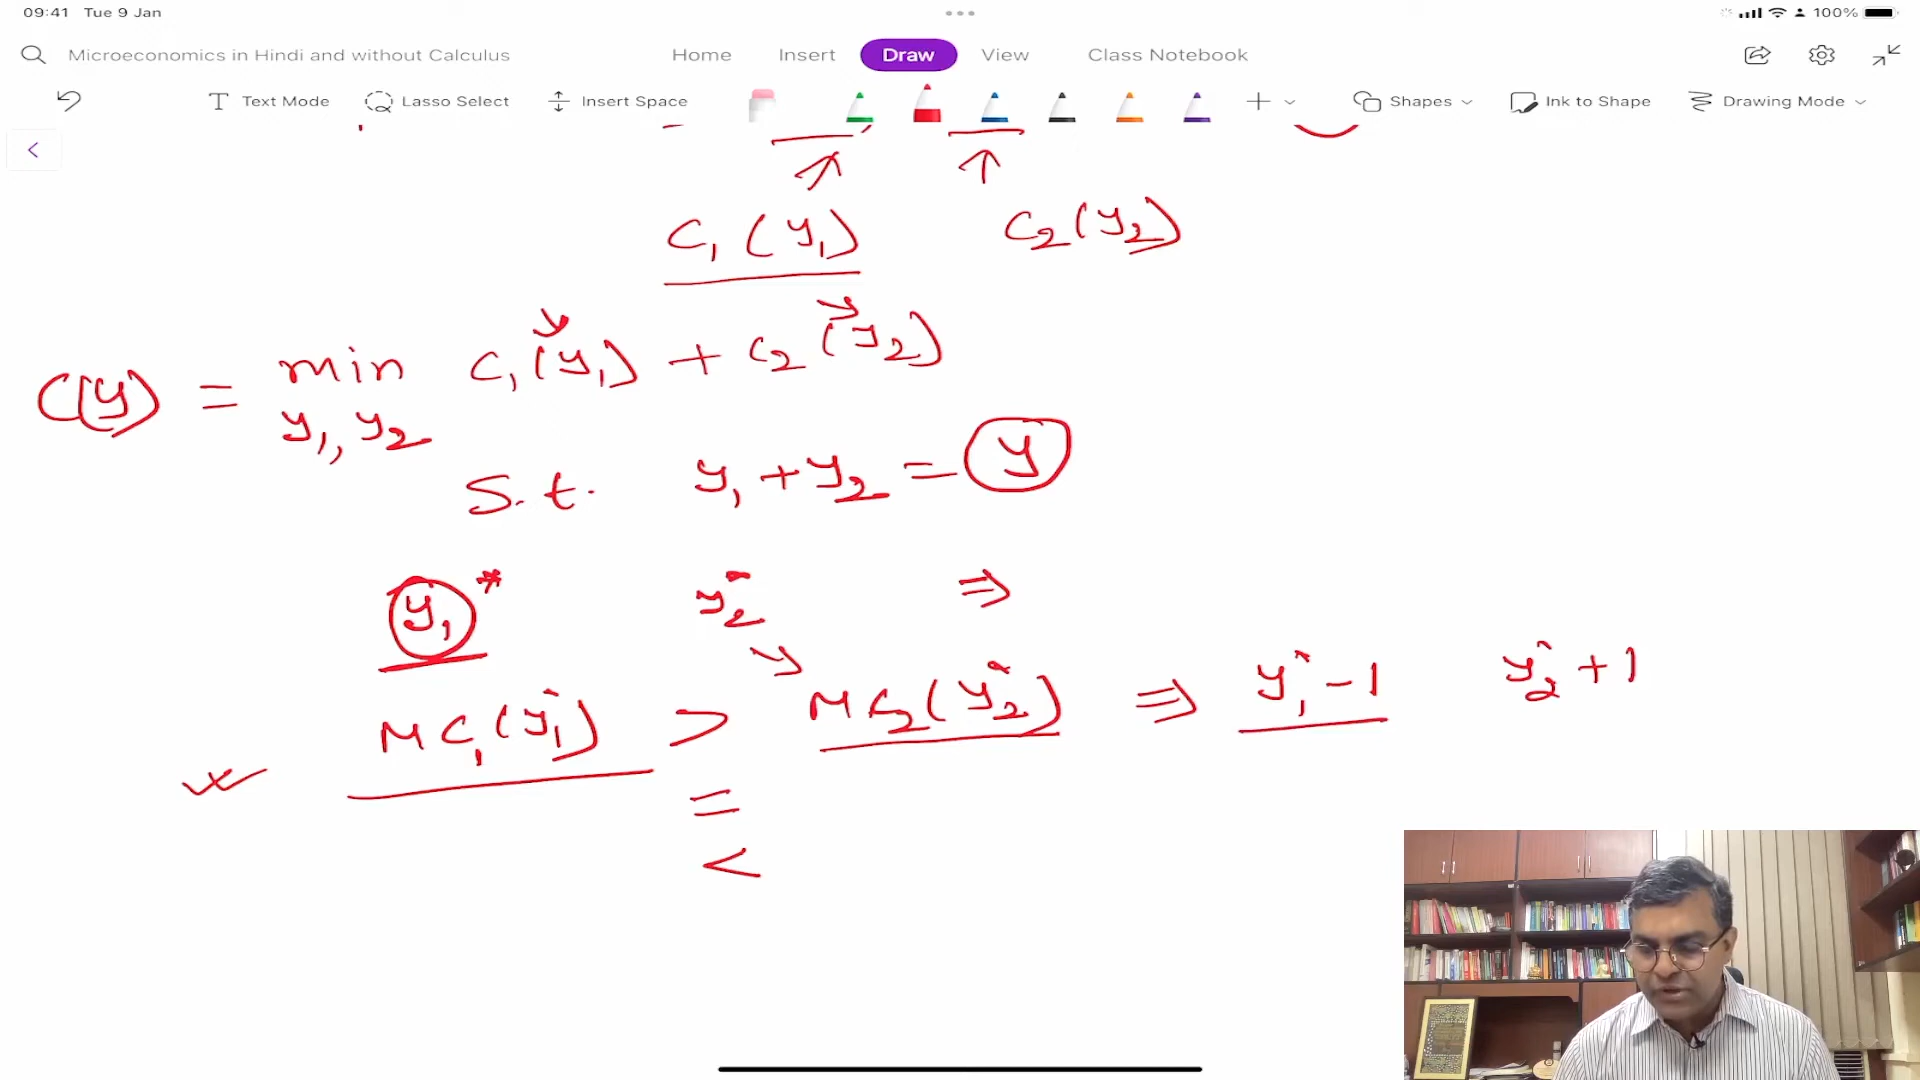 09:41 Tue 9 Jan
100%
Microeconomics in Hindi and without Calculus
Home Insert Draw View Class Notebook
Text Mode Lasso Select Insert Space Shapes Ink to Shape Drawing Mode
C₁(y₁) C₂(y₂)
C(y) = min C₁(y₁) + C₂(y₂)
y₁, y₂
S.t. y₁ + y₂ = y
y₁* y₂* ⇒
MC₁(y₁*) > MC₂(y₂*) ⇒ y₁* - 1 y₂* + 1
=
<